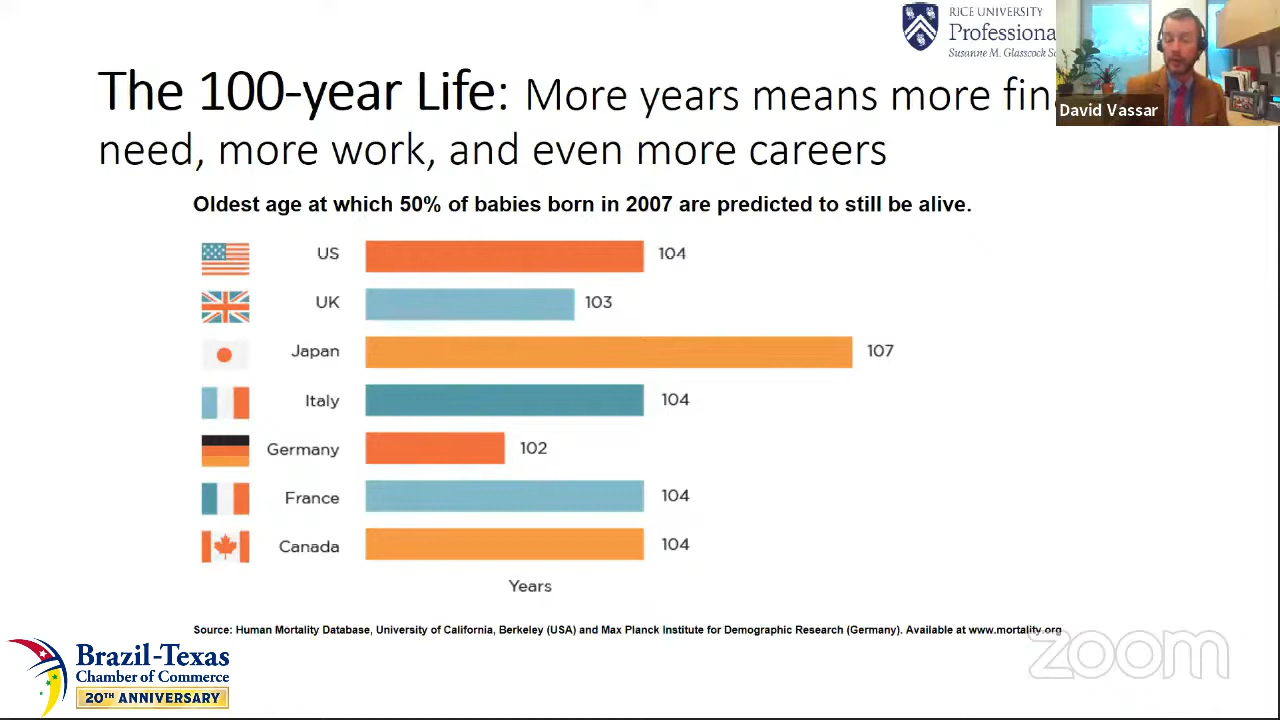 RICE UNIVERSITY
Professiona
Susanne M. Glasscock
David Vassar
The 100-year Life: More years means more fin
need, more work, and even more careers
Oldest age at which 50% of babies born in 2007 are predicted to still be alive.
US 104
UK 103
Japan 107
Italy 104
Germany 102
France 104
Canada 104
Years
Source: Human Mortality Database, University of California, Berkeley (USA) and Max Planck Institute for Demographic Research (Germany). Available at www.mortality.org
Brazil-Texas
Chamber of Commerce
20TH ANNIVERSARY
zoom